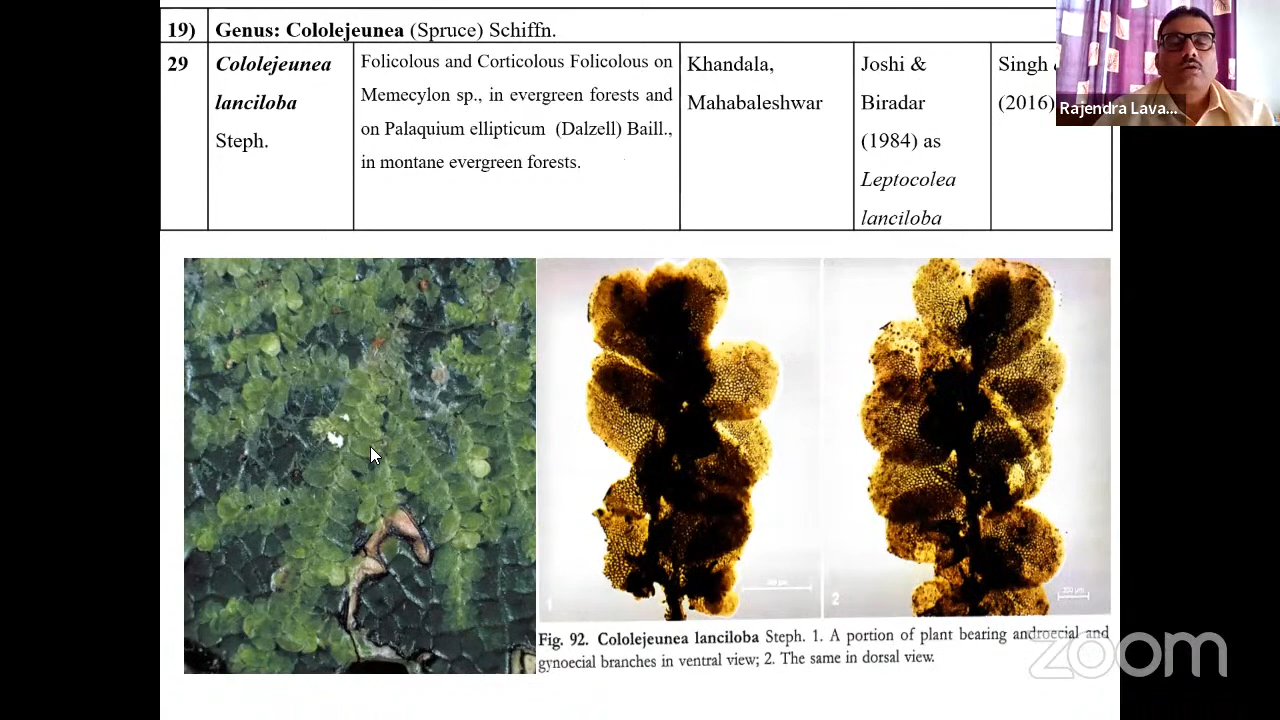 19) Genus: Cololejeunea (Spruce) Schiffn.
29
Cololejeunea
lanciloba
Steph.
Folicolous and Corticolous Folicolous on
Memecylon sp., in evergreen forests and
on Palaquium ellipticum (Dalzell) Baill.,
in montane evergreen forests.
Khandala,
Mahabaleshwar
Joshi &
Biradar
(1984) as
Leptocolea
lanciloba
Singh
(2016)
Rajendra Lava...
1
2
200 µm
Fig. 92. Cololejeunea lanciloba Steph. 1. A portion of plant bearing androecial and
gynoecial branches in ventral view; 2. The same in dorsal view.
zoom